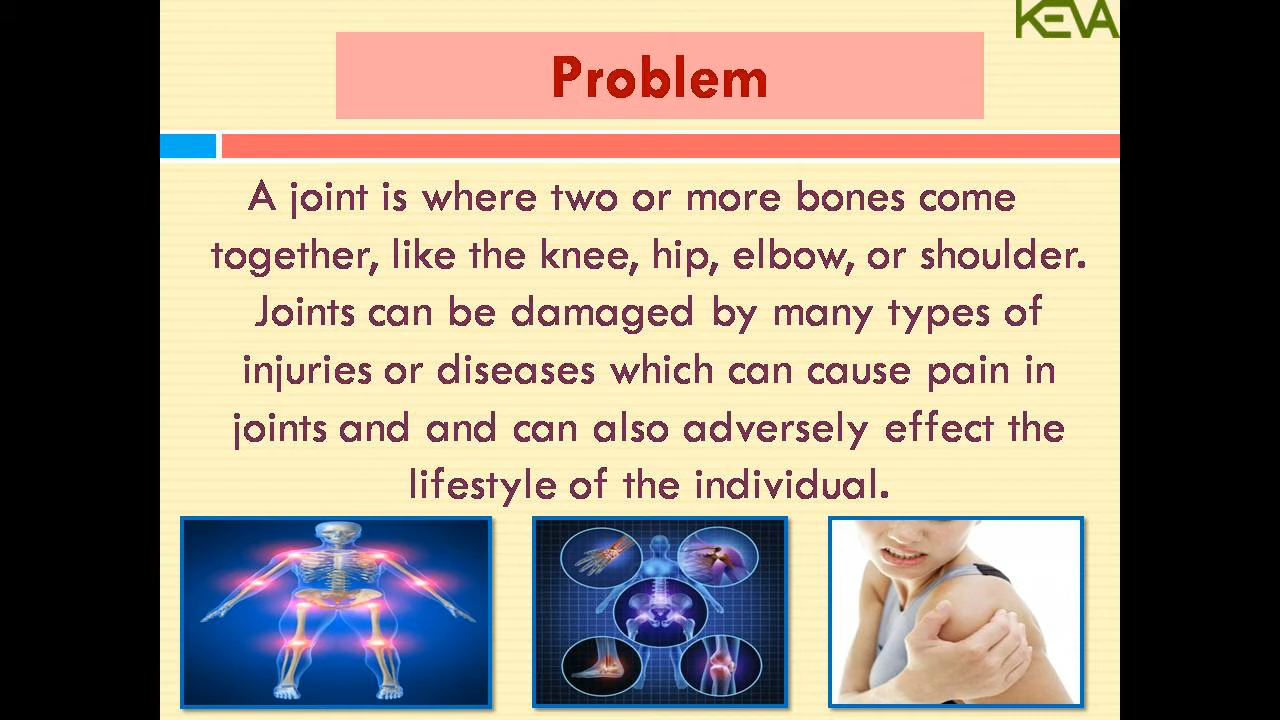 KEVA
Problem
A joint is where two or more bones come
together, like the knee, hip, elbow, or shoulder.
Joints can be damaged by many types of
injuries or diseases which can cause pain in
joints and and can also adversely effect the
lifestyle of the individual.